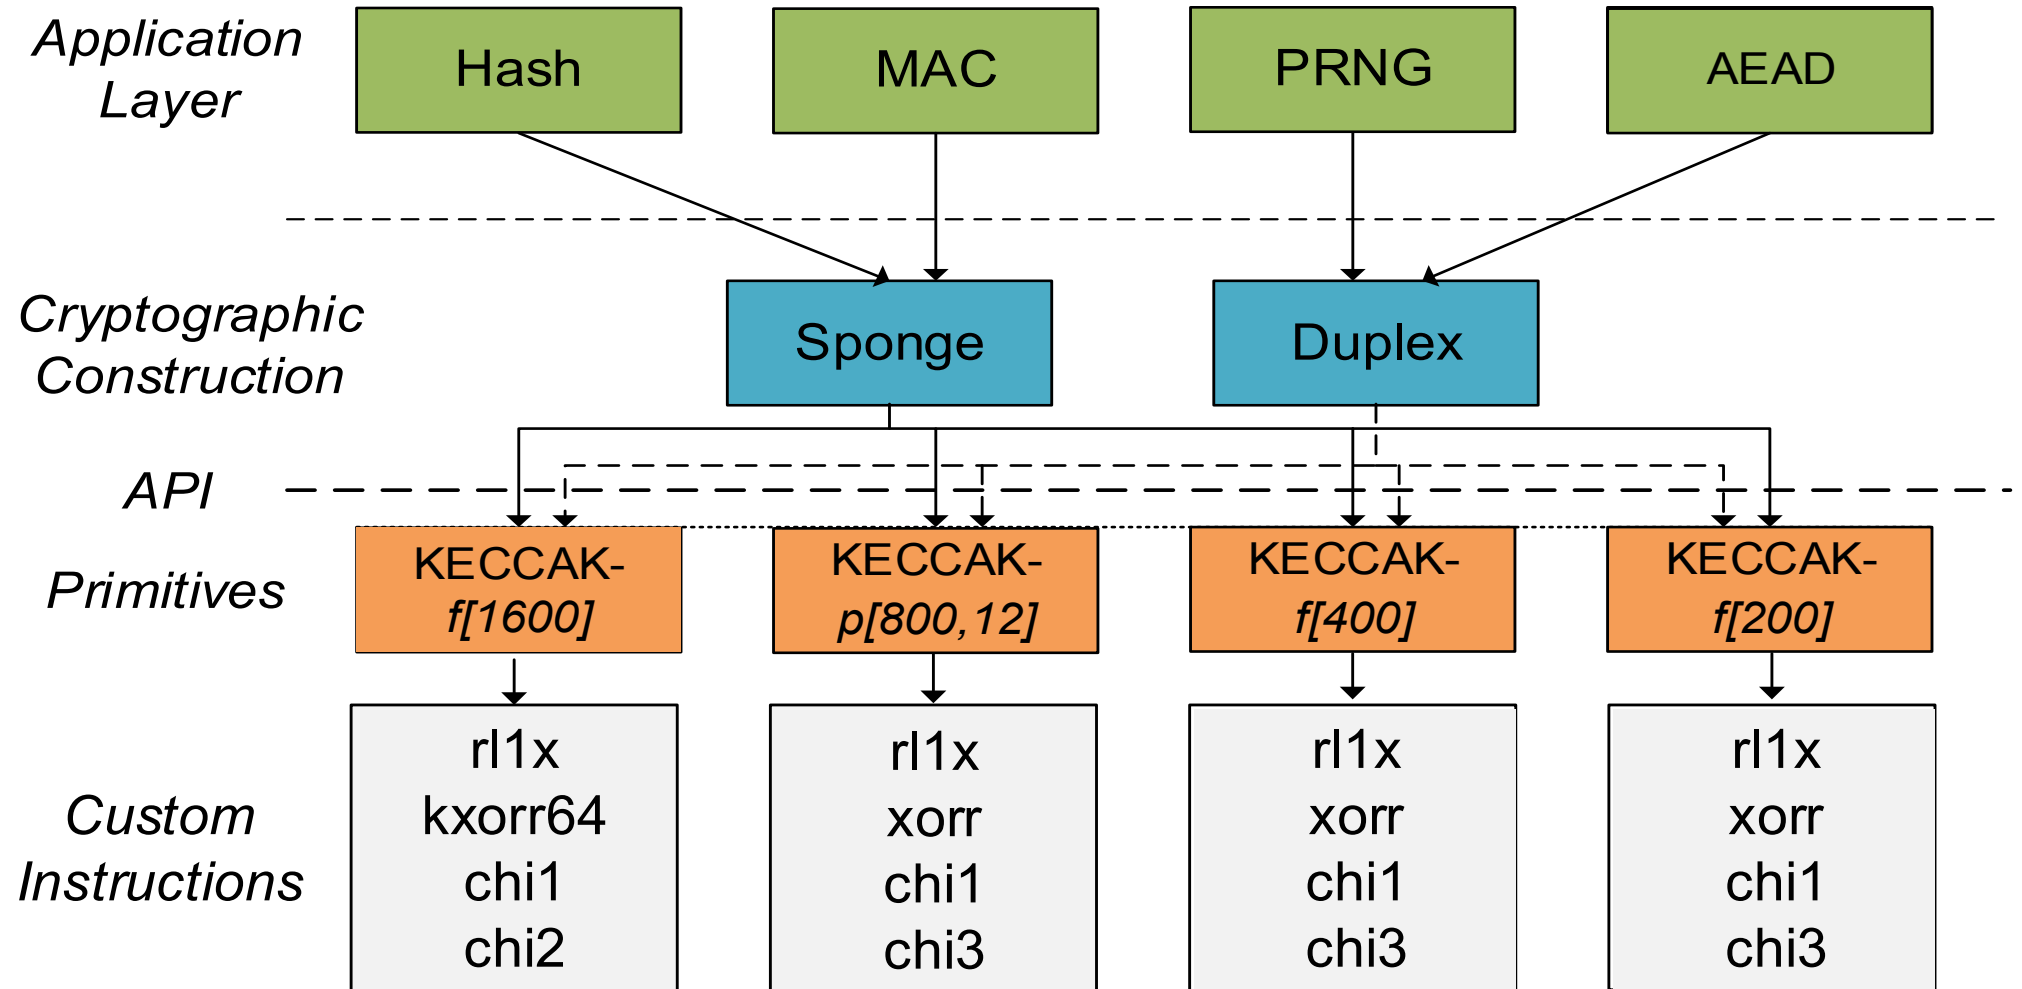 Application
Layer
Hash
MAC
PRNG
AEAD
Cryptographic
Construction
Sponge
Duplex
API
Primitives
KECCAK-
f[1600]
KECCAK-
p[800,12]
KECCAK-
f[400]
KECCAK-
f[200]
Custom
Instructions
rl1x
kxorr64
chi1
chi2
rl1x
xorr
chi1
chi3
rl1x
xorr
chi1
chi3
rl1x
xorr
chi1
chi3